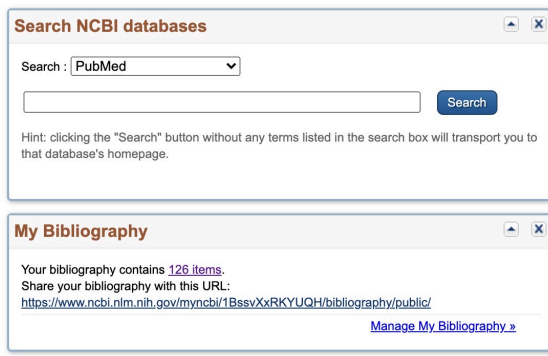 Search NCBI databases
Search : PubMed
Search
Hint: clicking the "Search" button without any terms listed in the search box will transport you to
that database's homepage.
My Bibliography
Your bibliography contains 126 items.
Share your bibliography with this URL:
https://www.ncbi.nlm.nih.gov/myncbi/1BssvXxRKYUQH/bibliography/public/
Manage My Bibliography »